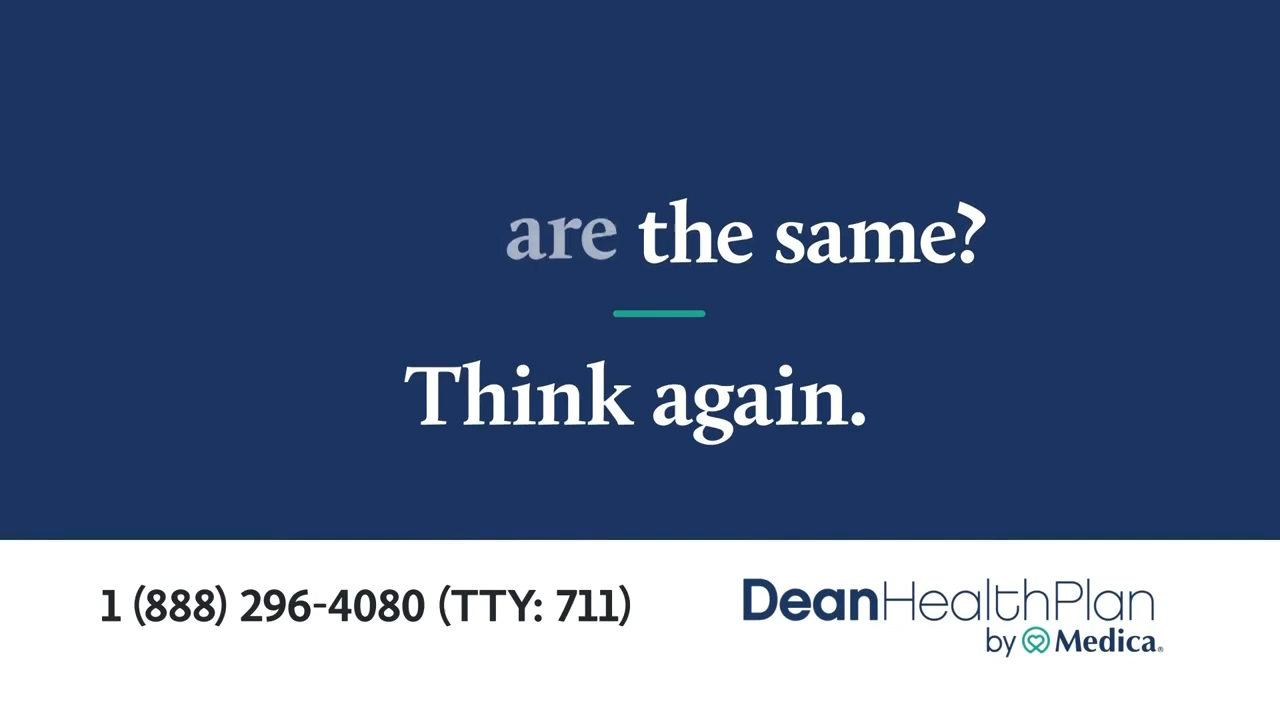 are the same?
Think again.
1 (888) 296-4080 (TTY: 711)
DeanHealthPlan
by Medica®